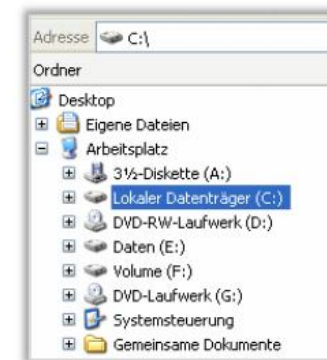 Adresse C:\
Ordner
Desktop
Eigene Dateien
Arbeitsplatz
3½-Diskette (A:)
Lokaler Datenträger (C:)
DVD-RW-Laufwerk (D:)
Daten (E:)
Volume (F:)
DVD-Laufwerk (G:)
Systemsteuerung
Gemeinsame Dokumente